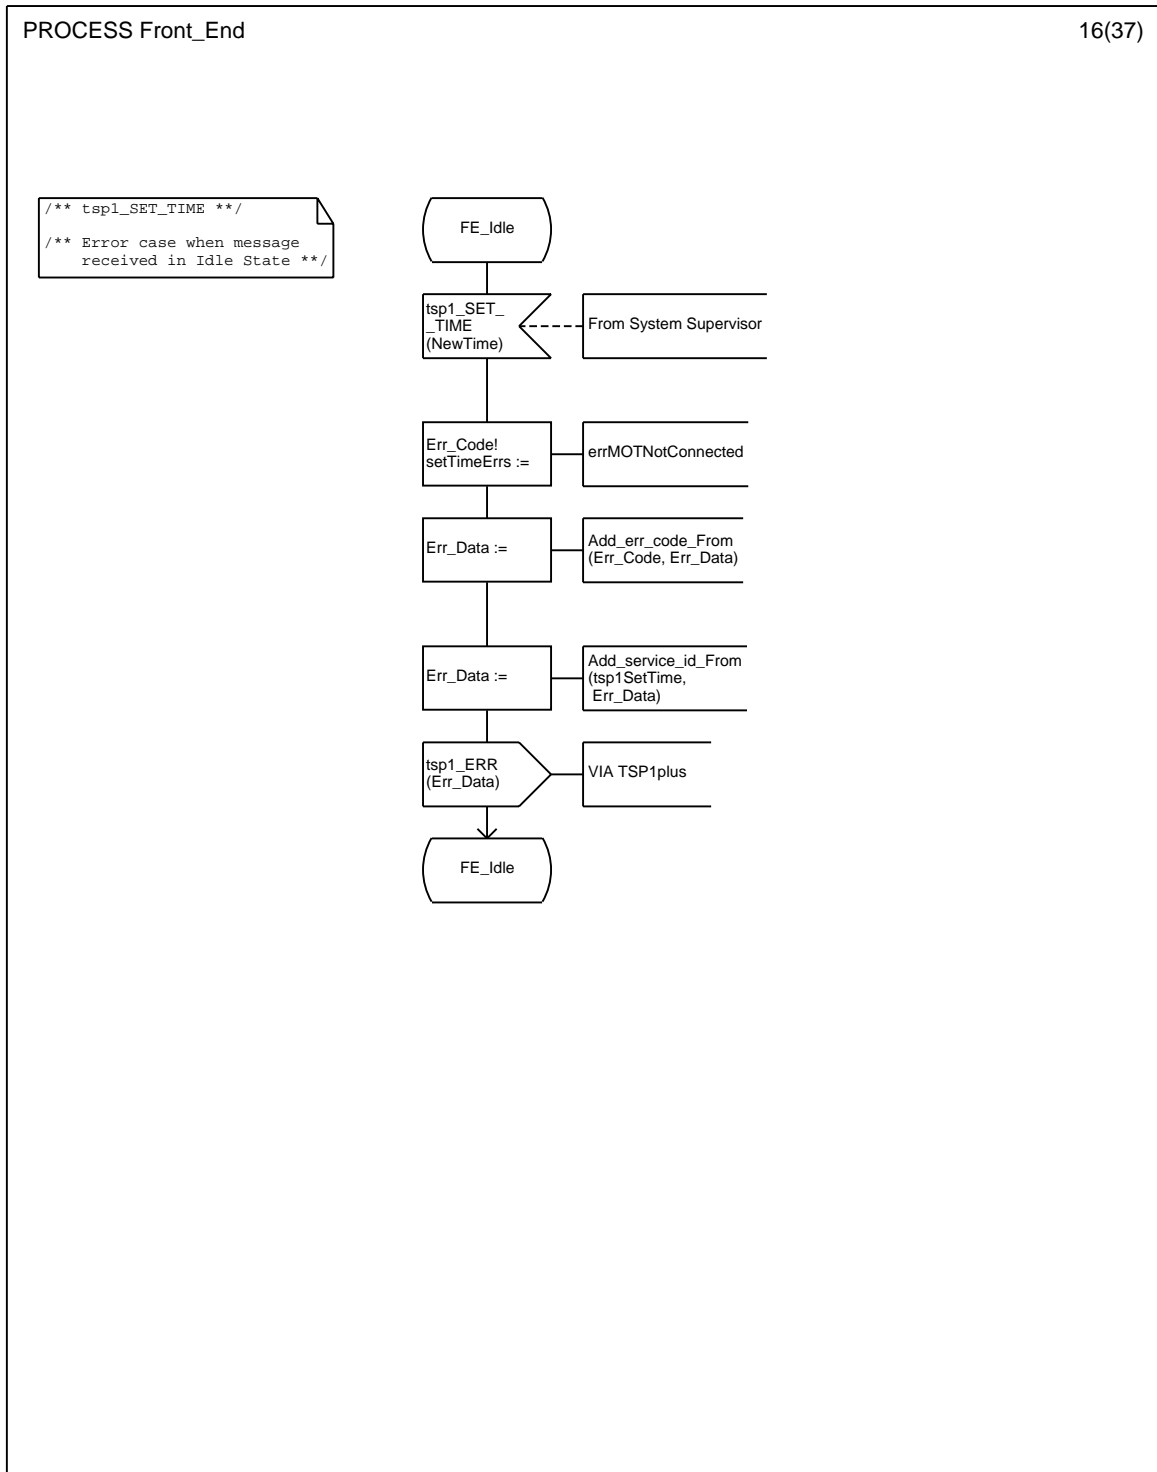 PROCESS Front_End
16(37)
/** tsp1_SET_TIME **/
/** Error case when message
received in Idle State **/
FE_Idle
tsp1_SET_
_TIME
(NewTime)
From System Supervisor
Err_Code!
setTimeErrs :=
errMOTNotConnected
Err_Data :=
Add_err_code_From
(Err_Code, Err_Data)
Err_Data :=
Add_service_id_From
(tsp1SetTime,
Err_Data)
tsp1_ERR
(Err_Data)
VIA TSP1plus
FE_Idle